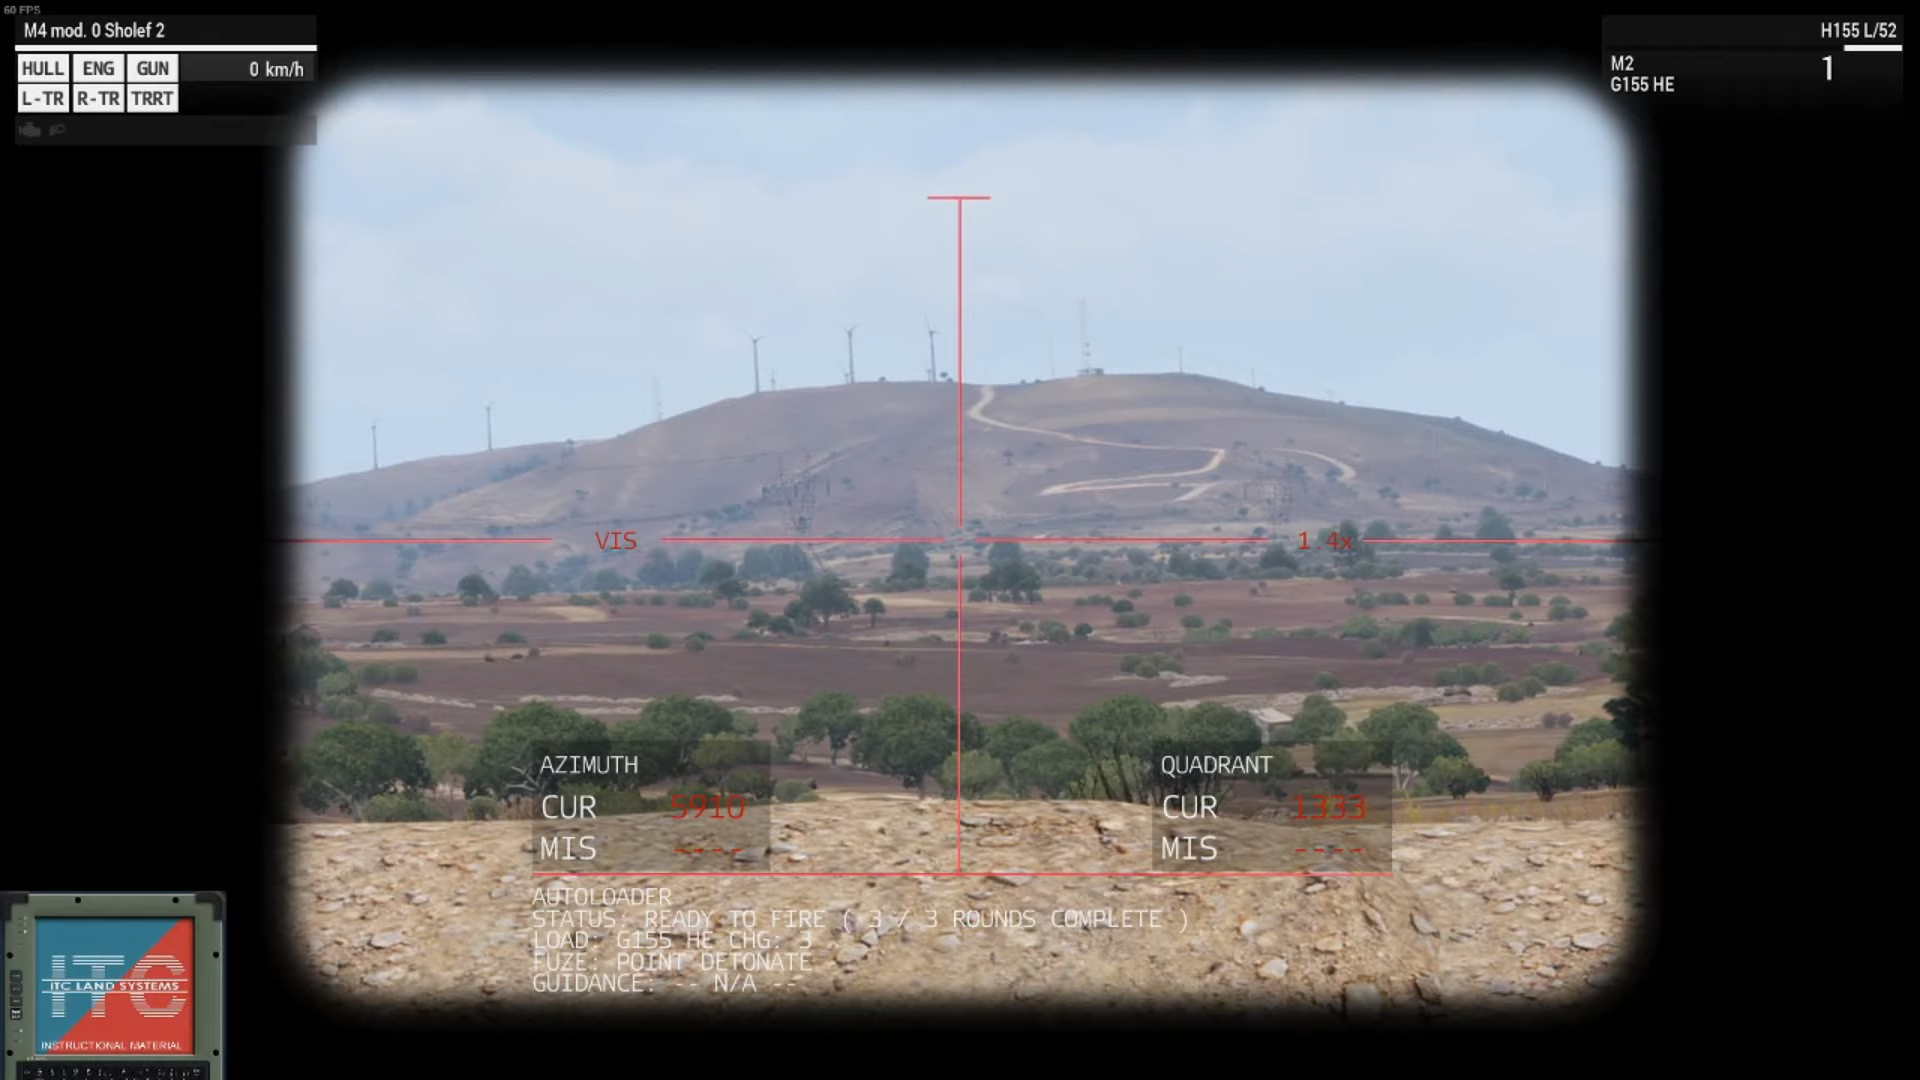 60 FPS
M4 mod. 0 Sholef 2
HULL ENG GUN 0 km/h
L-TR R-TR TRRT
H155 L/52
M2 1
G155 HE
VIS 1.4x
AZIMUTH
CUR 5910
MIS ----
QUADRANT
CUR 1333
MIS ----
AUTOLOADER
STATUS: READY TO FIRE ( 3 / 3 ROUNDS COMPLETE )
LOAD: G155 HE CHG: 3
FUZE: POINT DETONATE
GUIDANCE: -- N/A --
ITC
ITC LAND SYSTEMS
INSTRUCTIONAL MATERIAL